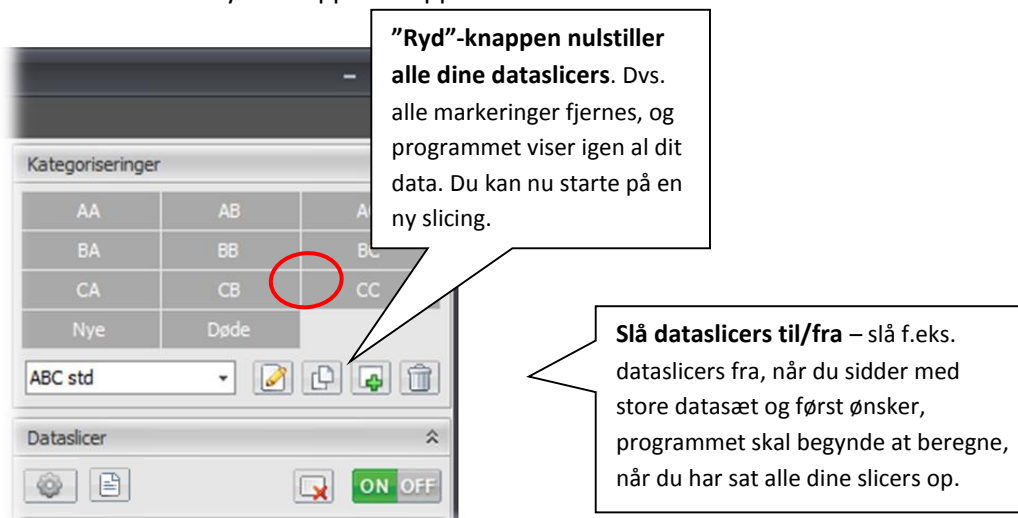 ”Ryd”-knappen nulstiller
alle dine dataslicers. Dvs.
alle markeringer fjernes, og
programmet viser igen al dit
data. Du kan nu starte på en
ny slicing.
Kategoriseringer
AA AB
BA BB BC
CA CB CC
Nye Døde
ABC std
Slå dataslicers til/fra – slå f.eks.
dataslicers fra, når du sidder med
store datasæt og først ønsker,
programmet skal begynde at beregne,
når du har sat alle dine slicers op.
Dataslicer
ON OFF